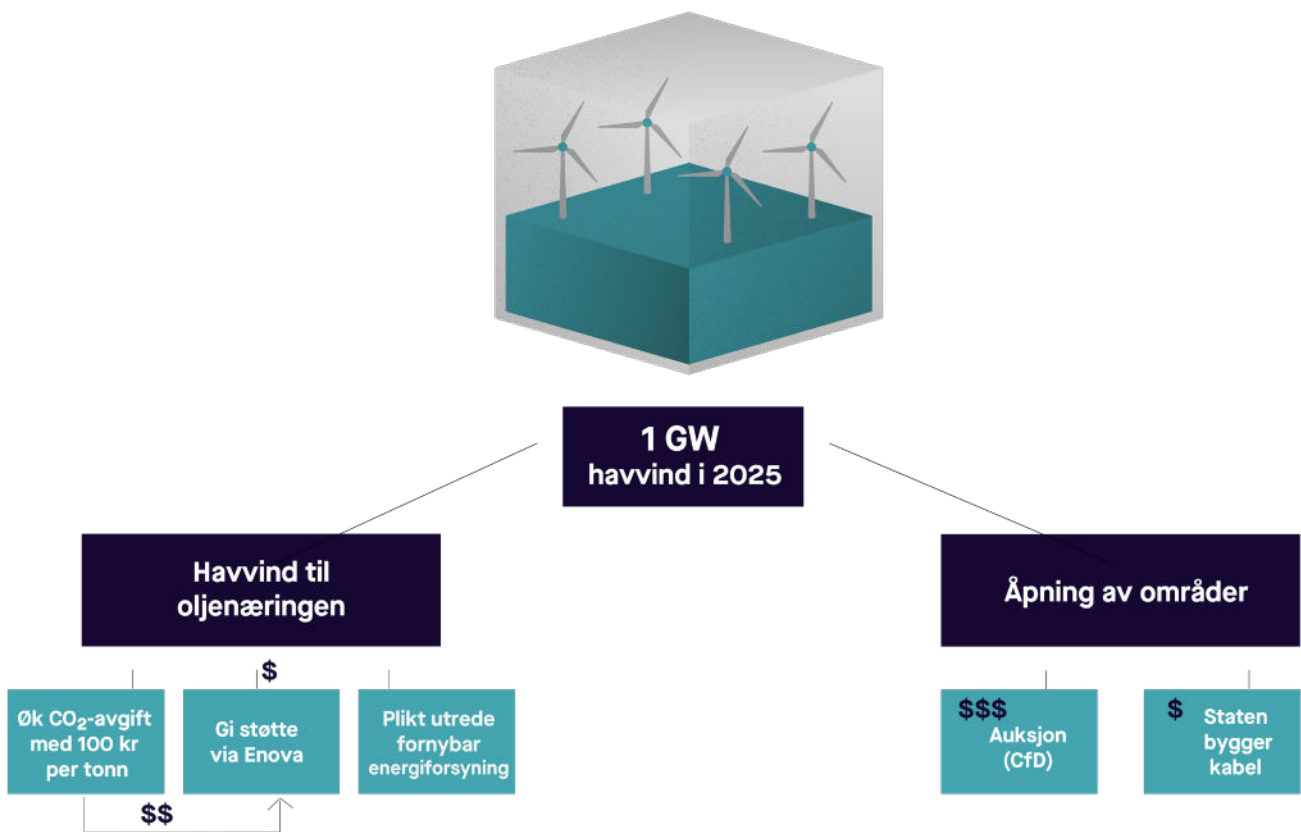 1 GW
havvind i 2025
Havvind til
oljenæringen
Åpning av områder
$
Øk CO₂-avgift
med 100 kr
per tonn
Gi støtte
via Enova
Plikt utrede
fornybar
energiforsyning
$$
$$$
Auksjon
(CfD)
$
Staten
bygger
kabel